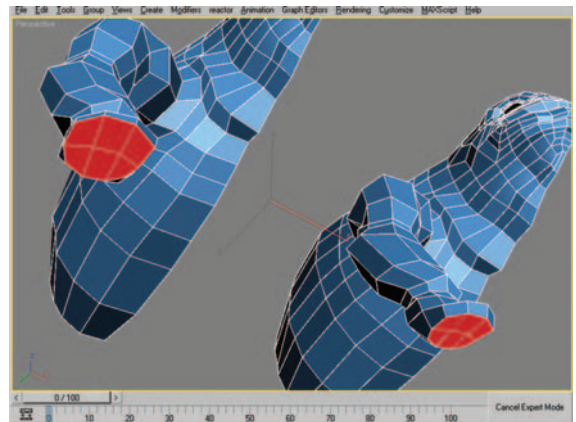 File Edit Tools Group Views Create Modifiers reactor Animation Graph Editors Rendering Customize MAXScript Help
Perspective
z
0 / 100
0 10 20 30 40 50 60 70 80 90 100
Cancel Expert Mode